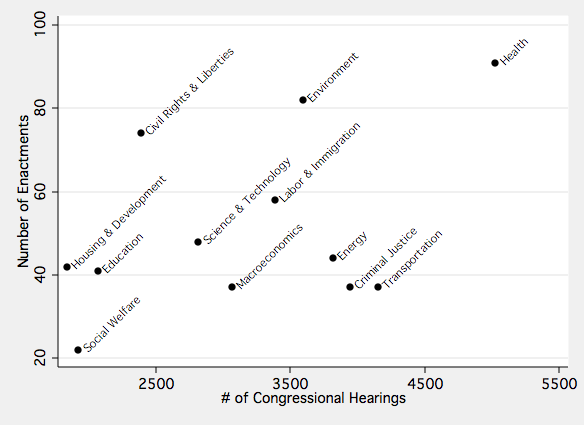 100
80
60
40
20
Number of Enactments
Health
Environment
Civil Rights & Liberties
Labor & Immigration
Science & Technology
Energy
Housing & Development
Education
Macroeconomics
Criminal Justice
Transportation
Social Welfare
2500 3500 4500 5500
# of Congressional Hearings